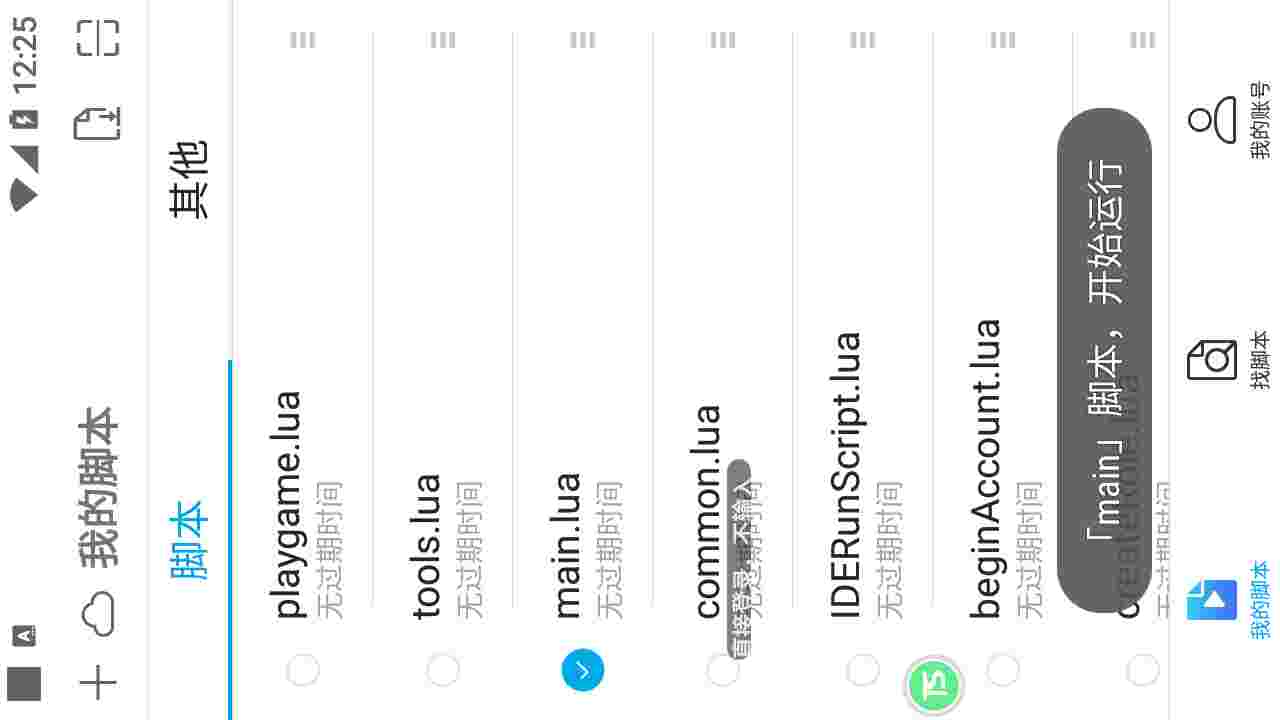 12:25
我的脚本
脚本
其他
playgame.lua
无过期时间
tools.lua
无过期时间
main.lua
无过期时间
common.lua
无过期时间
直接登录, 不输入
IDERunScript.lua
无过期时间
beginAccount.lua
无过期时间
「main」脚本，开始运行
无过期时间
我的脚本
找脚本
我的账号